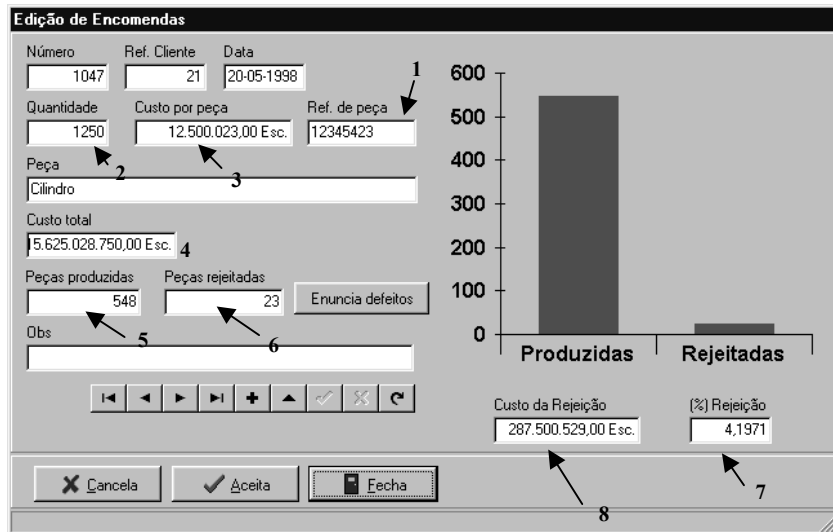 Edição de Encomendas
Número Ref. Cliente Data
1047 21 20-05-1998
1
Quantidade Custo por peça Ref. de peça
1250 12.500.023,00 Esc. 12345423
2 3
Peça
Cilindro
Custo total
5.625.028.750,00 Esc. 4
Peças produzidas Peças rejeitadas
548 23 Enuncia defeitos
5 6
Obs
600
500
400
300
200
100
0
Produzidas Rejeitadas
Custo da Rejeição (%) Rejeição
287.500.529,00 Esc. 4,1971
8 7
Cancela Aceita Fecha